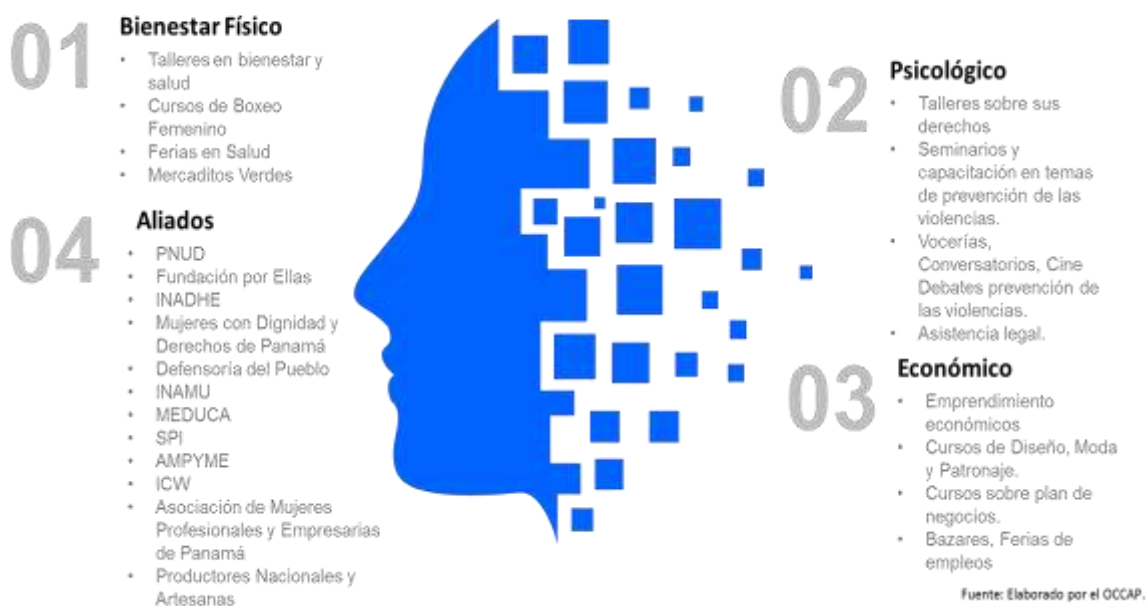 01
Bienestar Físico
• Talleres en bienestar y
salud
• Cursos de Boxeo
Femenino
• Ferias en Salud
• Mercaditos Verdes
02
Psicológico
• Talleres sobre sus
derechos
• Seminarios y
capacitación en temas
de prevención de las
violencias.
• Vocerías,
Conversatorios, Cine
Debates prevención de
las violencias.
• Asistencia legal.
03
Económico
• Emprendimiento
económicos
• Cursos de Diseño, Moda
y Patronaje.
• Cursos sobre plan de
negocios.
• Bazares, Ferias de
empleos
04
Aliados
• PNUD
• Fundación por Ellas
• INADHE
• Mujeres con Dignidad y
Derechos de Panamá
• Defensoría del Pueblo
• INAMU
• MEDUCA
• SPI
• AMPYME
• ICW
• Asociación de Mujeres
Profesionales y Empresarias
de Panamá
• Productores Nacionales y
Artesanas
Fuente: Elaborado por el OCCAP.